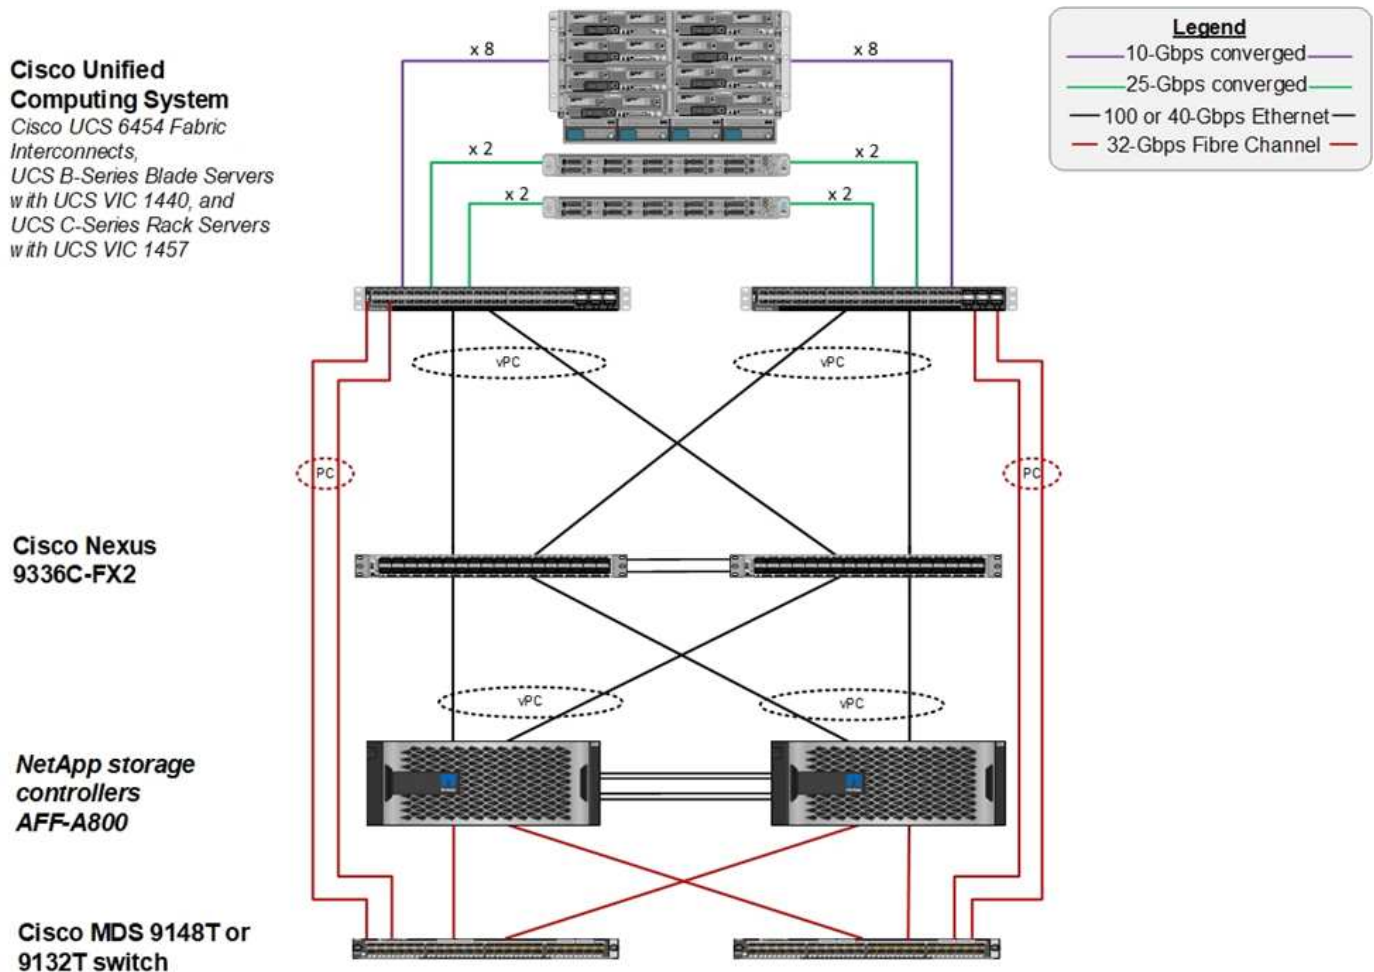 Legend
10-Gbps converged
25-Gbps converged
100 or 40-Gbps Ethernet
32-Gbps Fibre Channel
x 8
x 8
Cisco Unified
Computing System
Cisco UCS 6454 Fabric
Interconnects,
UCS B-Series Blade Servers
with UCS VIC 1440, and
UCS C-Series Rack Servers
with UCS VIC 1457
x 2
x 2
x 2
x 2
vPC
vPC
PC
PC
Cisco Nexus
9336C-FX2
vPC
vPC
NetApp storage
controllers
AFF-A800
Cisco MDS 9148T or
9132T switch